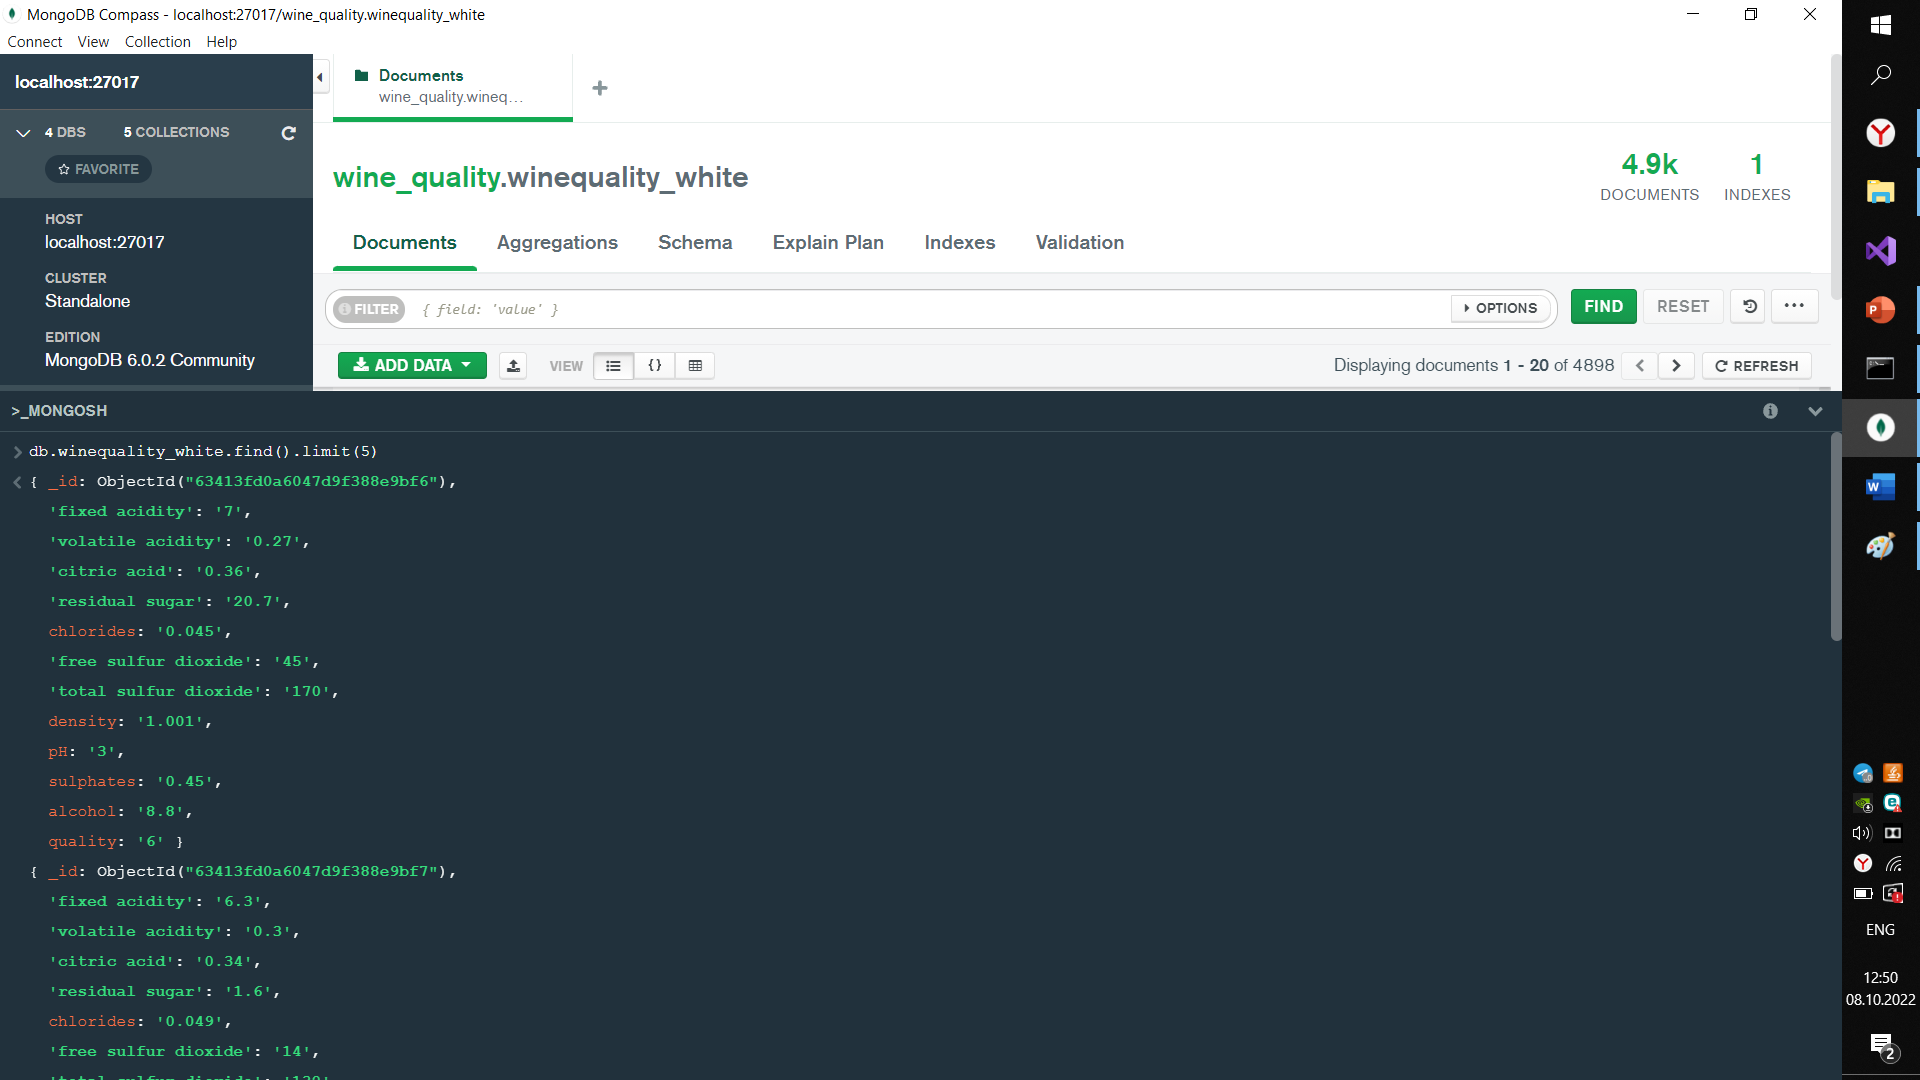 MongoDB Compass - localhost:27017/wine_quality.winequality_white
Connect View Collection Help
localhost:27017
4 DBS 5 COLLECTIONS
FAVORITE
HOST
localhost:27017
CLUSTER
Standalone
EDITION
MongoDB 6.0.2 Community
Documents
wine_quality.wineq...
wine_quality.winequality_white
4.9k
DOCUMENTS
1
INDEXES
Documents Aggregations Schema Explain Plan Indexes Validation
FILTER { field: 'value' } OPTIONS FIND RESET
ADD DATA VIEW {} Displaying documents 1 - 20 of 4898 REFRESH
>_MONGOSH
db.winequality_white.find().limit(5)
{ _id: ObjectId("63413fd0a6047d9f388e9bf6"),
'fixed acidity': '7',
'volatile acidity': '0.27',
'citric acid': '0.36',
'residual sugar': '20.7',
chlorides: '0.045',
'free sulfur dioxide': '45',
'total sulfur dioxide': '170',
density: '1.001',
pH: '3',
sulphates: '0.45',
alcohol: '8.8',
quality: '6' }
{ _id: ObjectId("63413fd0a6047d9f388e9bf7"),
'fixed acidity': '6.3',
'volatile acidity': '0.3',
'citric acid': '0.34',
'residual sugar': '1.6',
chlorides: '0.049',
'free sulfur dioxide': '14',
ENG
12:50
08.10.2022
2